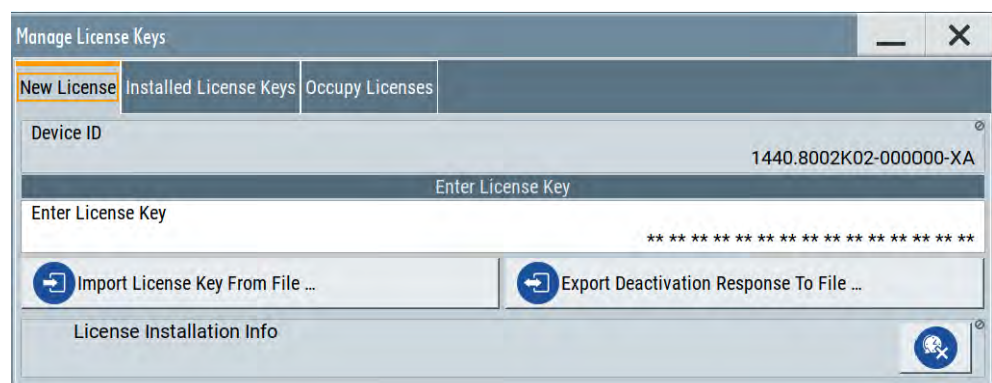 Manage License Keys
New License Installed License Keys Occupy Licenses
Device ID
1440.8002K02-000000-XA
Enter License Key
Enter License Key
** ** ** ** ** ** ** ** ** ** ** ** ** ** **
Import License Key From File ...
Export Deactivation Response To File ...
License Installation Info